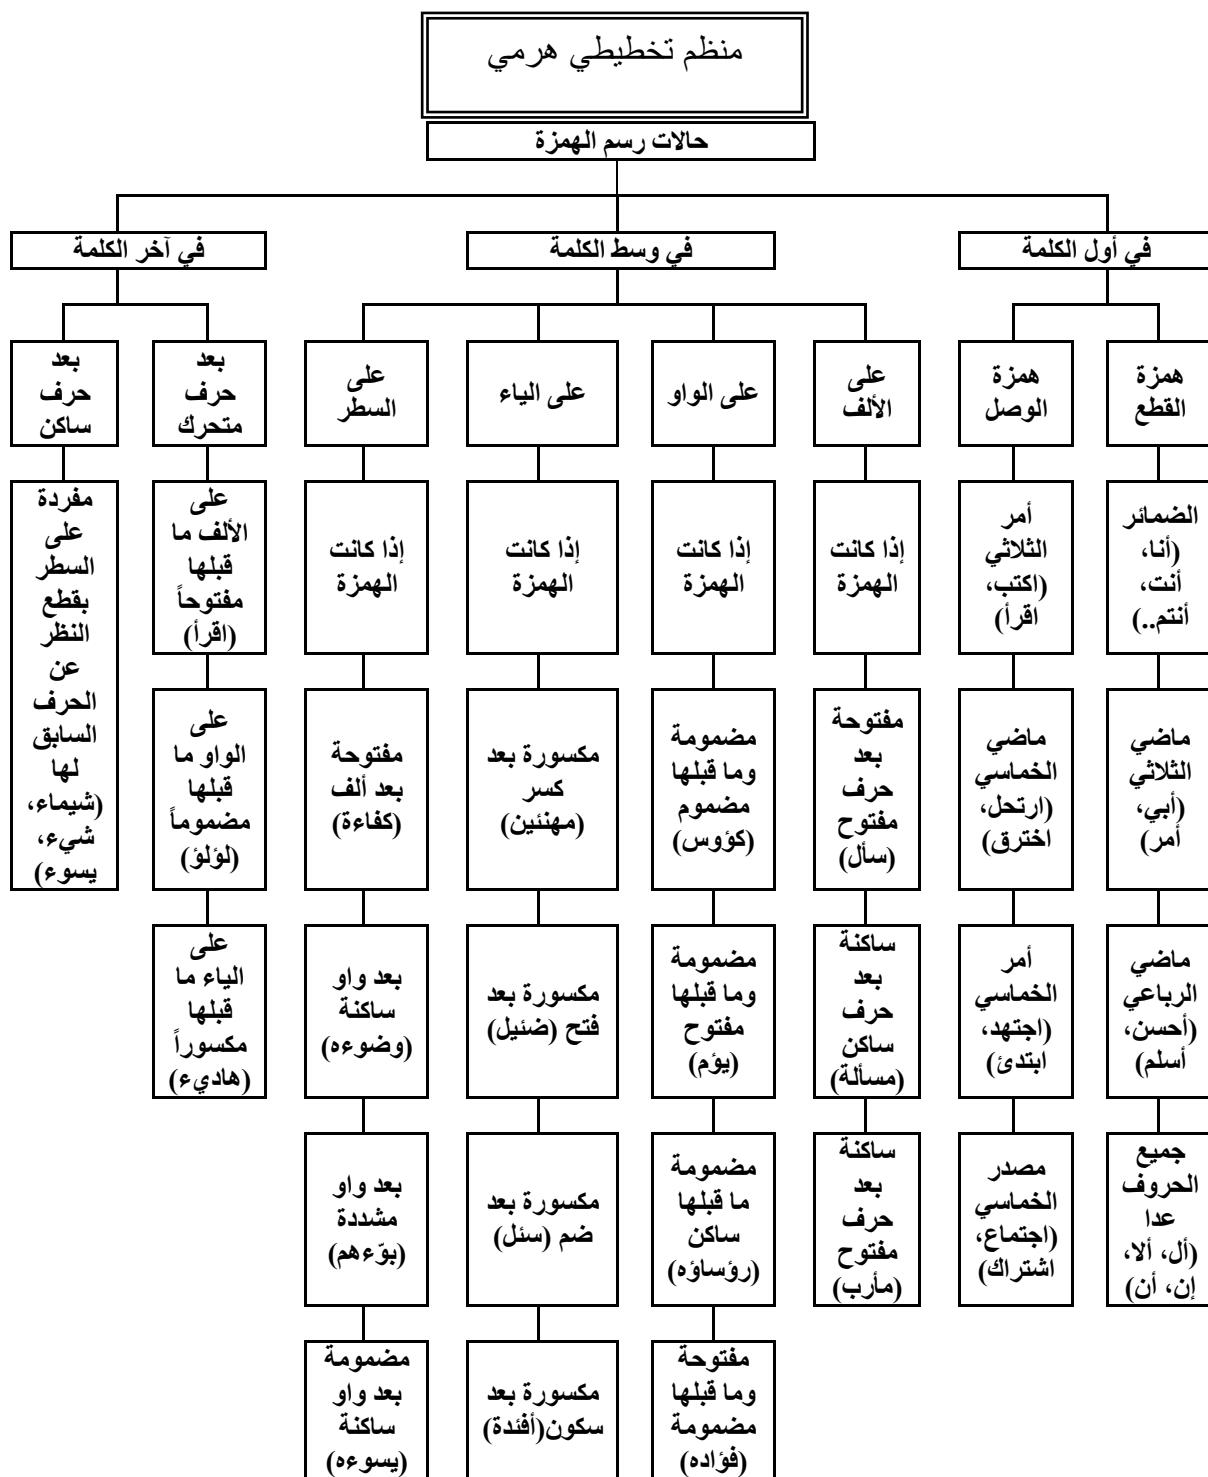 منظم تخطيطي هرمي
حالات رسم الهمزة
في أول الكلمة
في وسط الكلمة
في آخر الكلمة
همزة
القطع
همزة
الوصل
على
الألف
على الواو
على الياء
على
السطر
بعد
حرف
متحرك
بعد
حرف
ساكن
الضمائر
(أنا،
أنت،
أنتم..)
أمر
الثلاثي
(اكتب،
اقرأ)
إذا كانت
الهمزة
إذا كانت
الهمزة
إذا كانت
الهمزة
إذا كانت
الهمزة
على
الألف ما
قبلها
مفتوحاً
(اقرأ)
مفردة
على
السطر
بقطع
النظر
عن
الحرف
السابق
لها
(شيماء،
شيء،
يسوء)
ماضي
الثلاثي
(أبي،
أمر)
ماضي
الخماسي
(ارتحل،
اخترق)
مفتوحة
بعد
حرف
مفتوح
(سأل)
مضمومة
وما قبلها
مضموم
(كؤوس)
مكسورة بعد
كسر
(مهنئين)
مفتوحة
بعد ألف
(كفاءة)
على
الواو ما
قبلها
مضموماً
(لؤلؤ)
ماضي
الرباعي
(أحسن،
أسلم)
أمر
الخماسي
(اجتهد،
ابتدئ)
ساكنة
بعد
حرف
ساكن
(مسألة)
مضمومة
وما قبلها
مفتوح
(يؤم)
مكسورة بعد
فتح (ضئيل)
بعد واو
ساكنة
(وضوءه)
على
الياء ما
قبلها
مكسوراً
(هاديء)
جميع
الحروف
عدا
(أل، ألا،
إن، أن)
مصدر
الخماسي
(اجتماع،
اشتراك)
ساكنة
بعد
حرف
مفتوح
(مأرب)
مضمومة
ما قبلها
ساكن
(رؤساؤه)
مكسورة بعد
ضم (سئل)
بعد واو
مشددة
(بوّءهم)
مفتوحة
وما قبلها
مضمومة
(فؤاده)
مكسورة بعد
سكون(أفئدة)
مضمومة
بعد واو
ساكنة
(يسوءه)